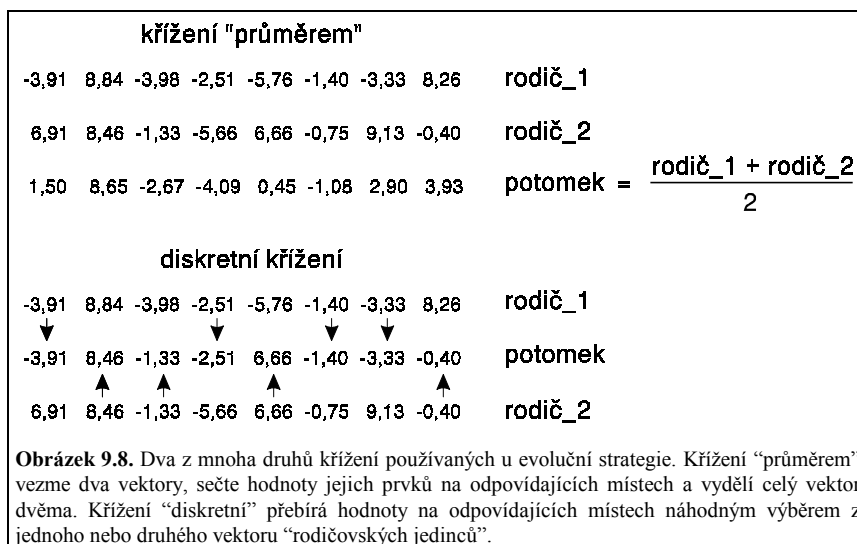 křížení "průměrem"
-3,91 8,84 -3,98 -2,51 -5,76 -1,40 -3,33 8,26 rodič_1
6,91 8,46 -1,33 -5,66 6,66 -0,75 9,13 -0,40 rodič_2
1,50 8,65 -2,67 -4,09 0,45 -1,08 2,90 3,93 potomek = rodič_1 + rodič_2
2
diskretní křížení
-3,91 8,84 -3,98 -2,51 -5,76 -1,40 -3,33 8,26 rodič_1
-3,91 8,46 -1,33 -2,51 6,66 -1,40 -3,33 -0,40 potomek
6,91 8,46 -1,33 -5,66 6,66 -0,75 9,13 -0,40 rodič_2
Obrázek 9.8. Dva z mnoha druhů křížení používaných u evoluční strategie. Křížení “průměrem”
vezme dva vektory, sečte hodnoty jejich prvků na odpovídajících místech a vydělí celý vektor
dvěma. Křížení “diskretní” přebírá hodnoty na odpovídajících místech náhodným výběrem z
jednoho nebo druhého vektoru “rodičovských jedinců”.